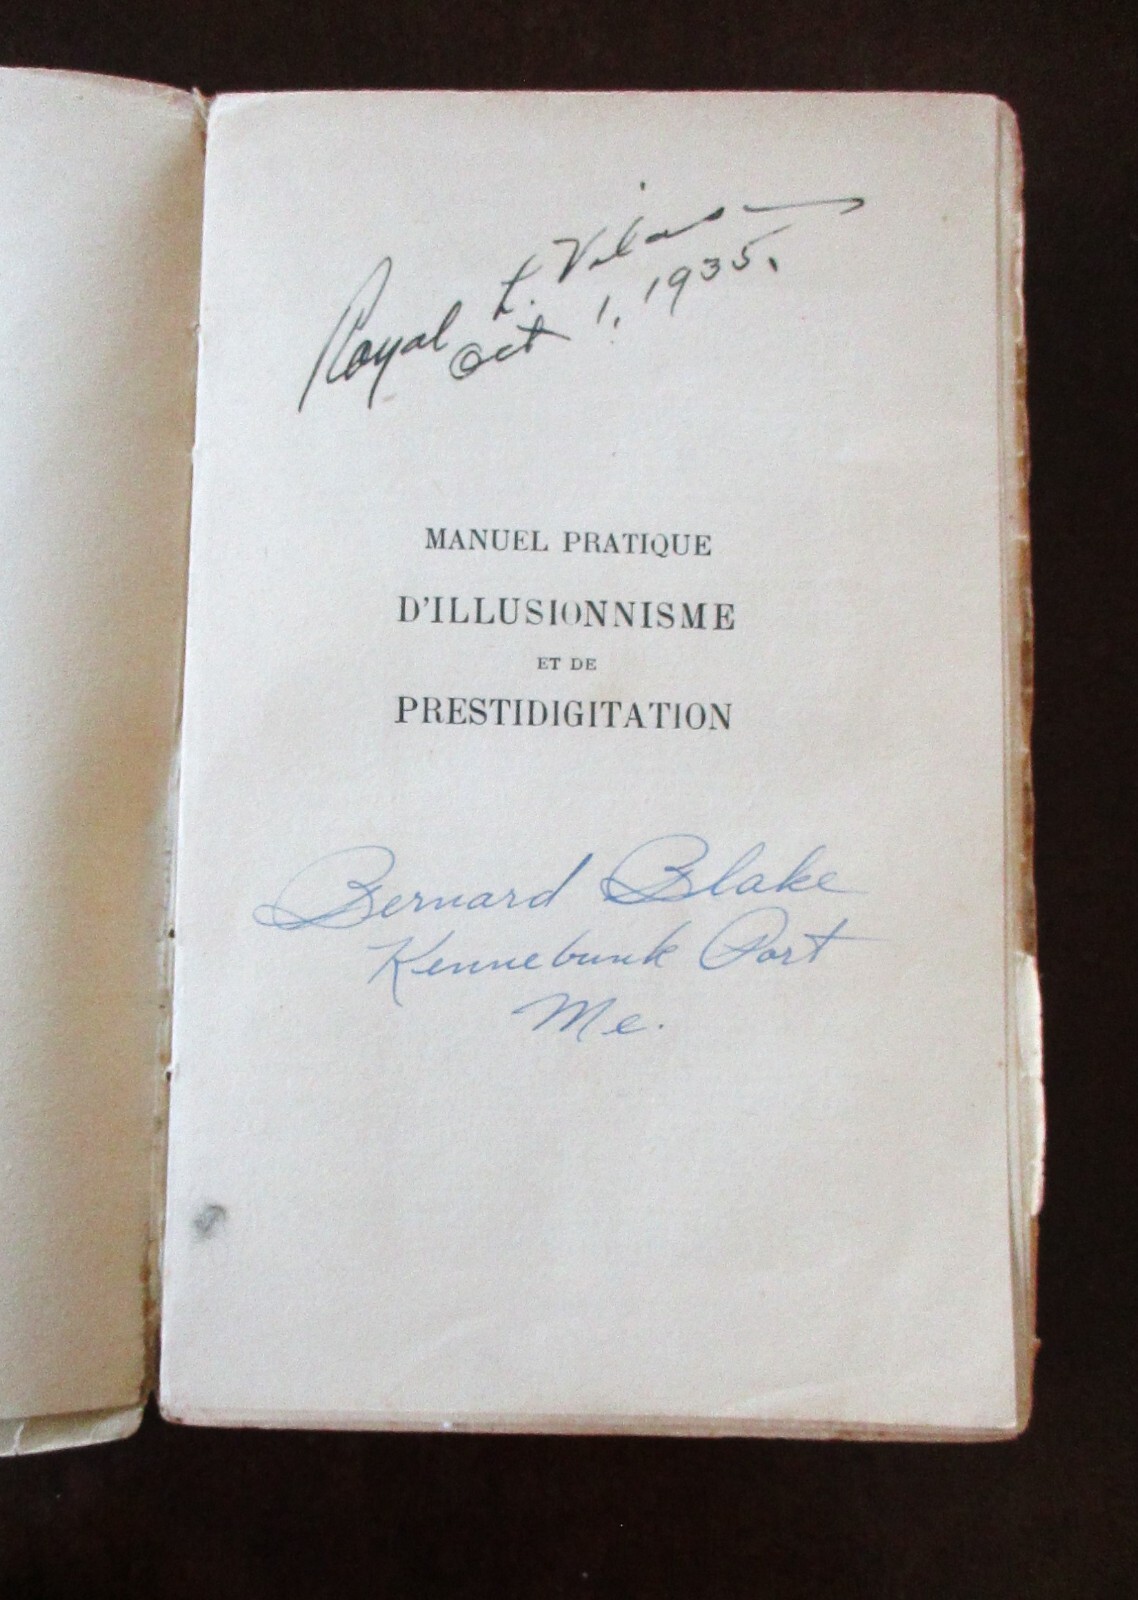 Royal L. Vilas
Oct 1, 1935.
MANUEL PRATIQUE
D'ILLUSIONNISME
ET DE
PRESTIDIGITATION
Bernard Blake
Kennebunk Port
Me.